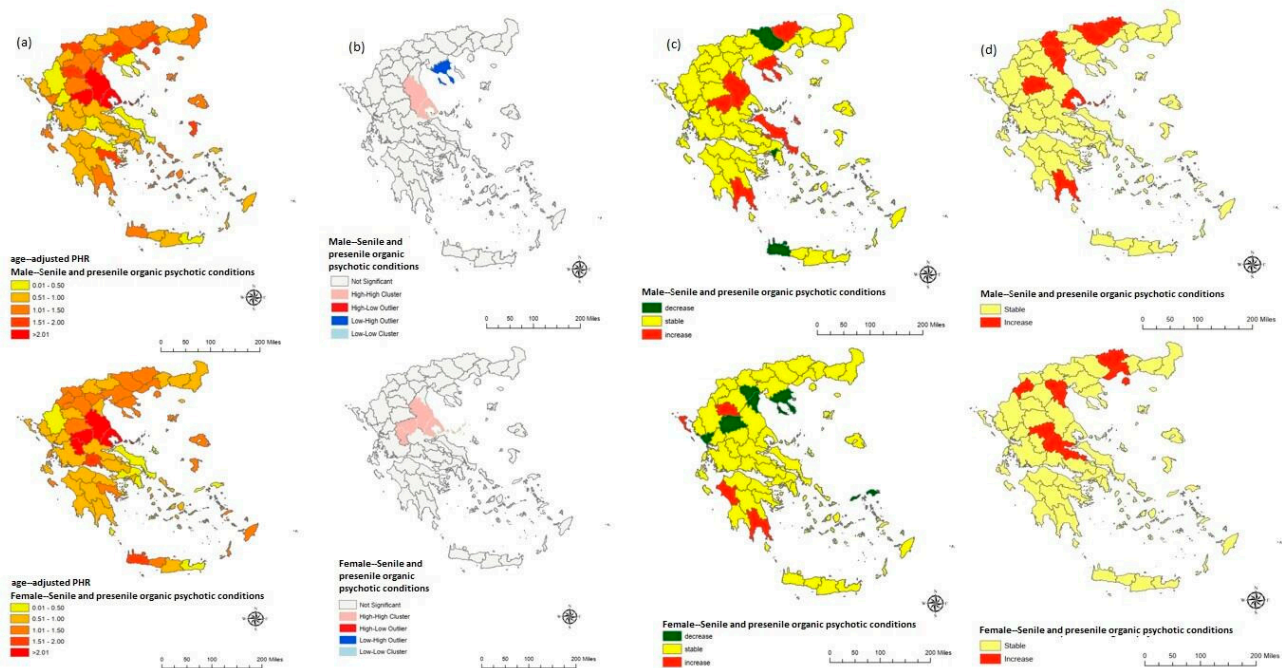 (a)
age--adjusted PHR
Male--Senile and presenile organic psychotic conditions
0.01 - 0.50
0.51 - 1.00
1.01 - 1.50
1.51 - 2.00
>2.01
0 50 100 200 Miles
(b)
Male--Senile and
presenile organic
psychotic conditions
Not Significant
High-High Cluster
High-Low Outlier
Low-High Outlier
Low-Low Cluster
0 50 100 200 Miles
(c)
Male--Senile and presenile organic psychotic conditions
decrease
stable
increase
0 50 100 200 Miles
(d)
Male--Senile and presenile organic psychotic conditions
Stable
Increase
0 50 100 200 Miles
age--adjusted PHR
Female--Senile and presenile organic psychotic conditions
0.01 - 0.50
0.51 - 1.00
1.01 - 1.50
1.51 - 2.00
>2.01
0 50 100 200 Miles
Female--Senile and
presenile organic
psychotic conditions
Not Significant
High-High Cluster
High-Low Outlier
Low-High Outlier
Low-Low Cluster
0 50 100 200 Miles
Female--Senile and presenile organic psychotic conditions
decrease
stable
increase
0 50 100 200 Miles
Female--Senile and presenile organic psychotic conditions
Stable
Increase
0 50 100 200 Miles